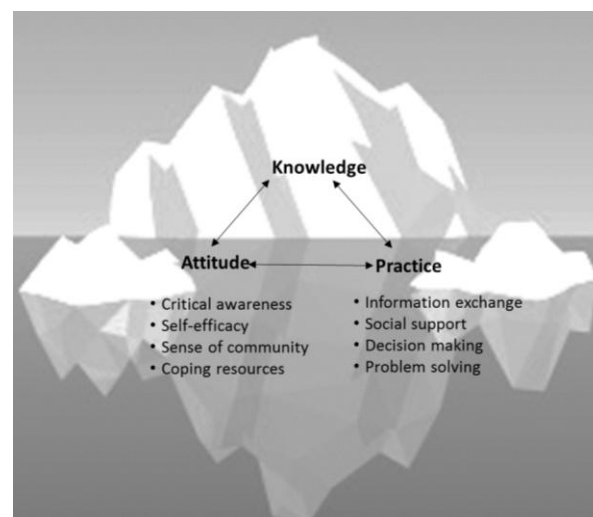 Knowledge
Attitude
Practice
• Critical awareness
• Self-efficacy
• Sense of community
• Coping resources
• Information exchange
• Social support
• Decision making
• Problem solving